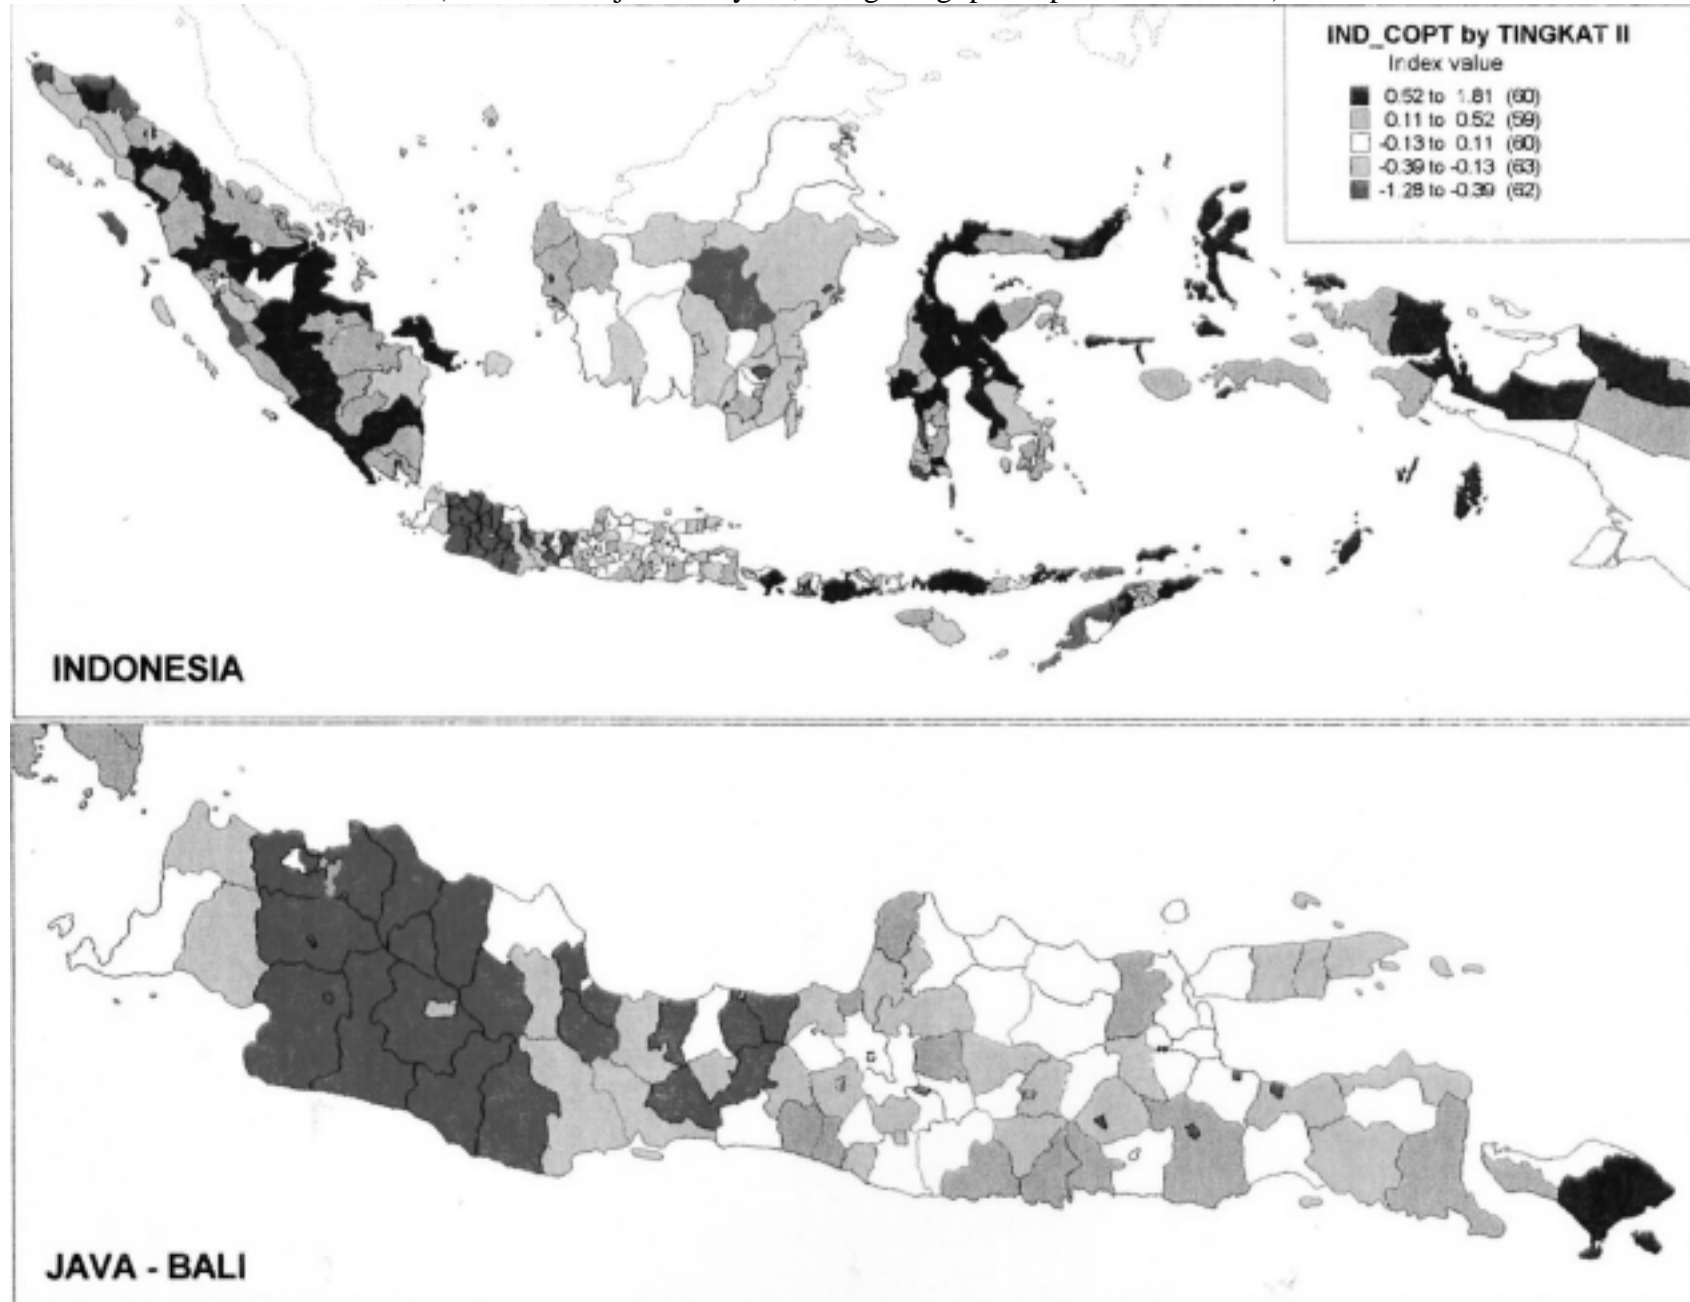 IND_COPT by TINGKAT II
Index value
0.52 to 1.81 (60)
0.11 to 0.52 (59)
-0.13 to 0.11 (60)
-0.39 to -0.13 (63)
-1.28 to -0.39 (62)
INDONESIA
JAVA - BALI